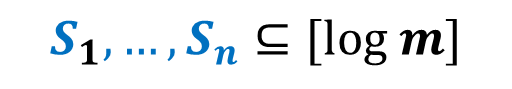 S₁, … , Sₙ ⊆ [log m]